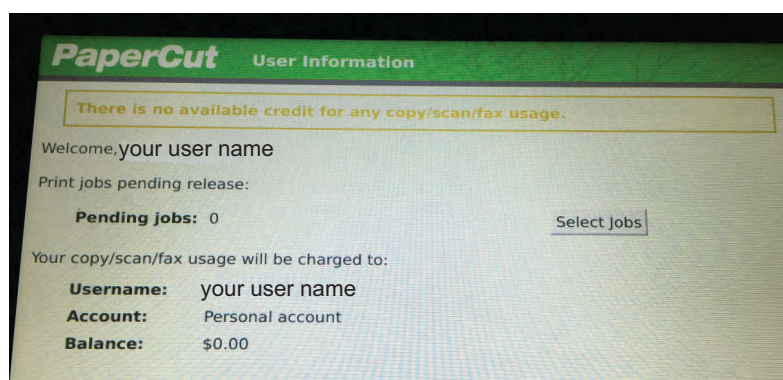 PaperCut User Information
There is no available credit for any copy/scan/fax usage.
Welcome,your user name
Print jobs pending release:
Pending jobs: 0 Select Jobs
Your copy/scan/fax usage will be charged to:
Username: your user name
Account: Personal account
Balance: $0.00